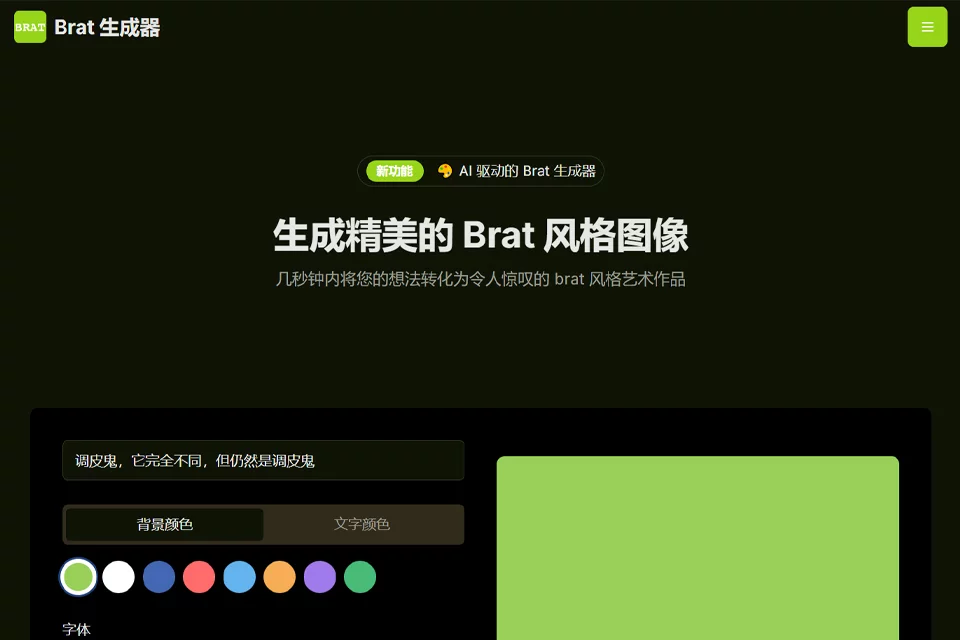 BRAT Brat 生成器
新功能 AI 驱动的 Brat 生成器
生成精美的 Brat 风格图像
几秒钟内将您的想法转化为令人惊叹的 brat 风格艺术作品
调皮鬼，它完全不同，但仍然是调皮鬼
背景颜色 文字颜色
字体